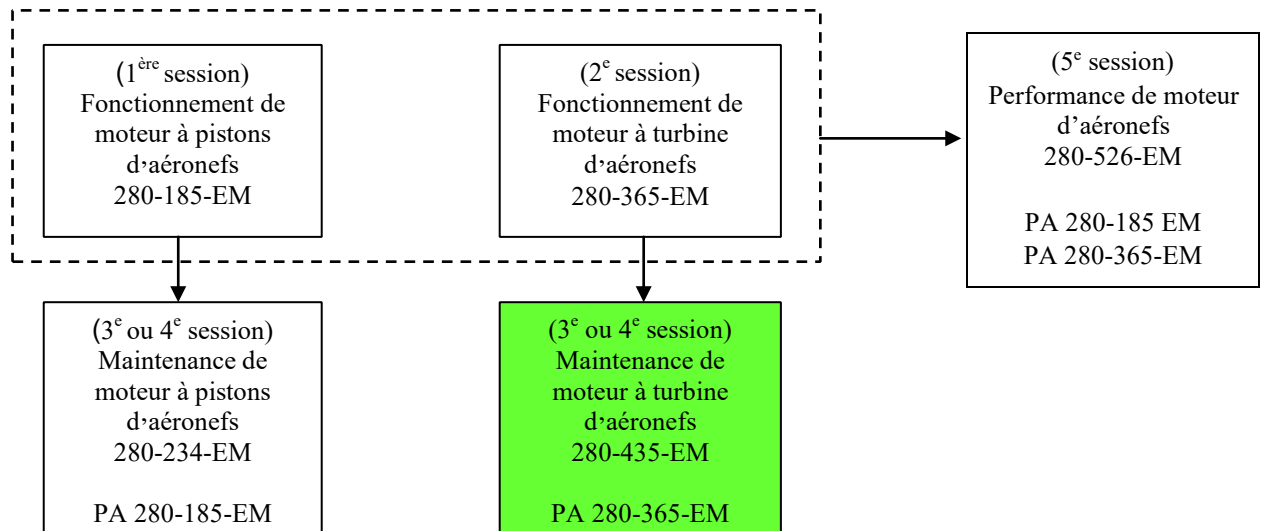 (1ère session)
Fonctionnement de
moteur à pistons
d'aéronefs
280-185-EM
(2e session)
Fonctionnement de
moteur à turbine
d'aéronefs
280-365-EM
(5e session)
Performance de moteur
d'aéronefs
280-526-EM
PA 280-185 EM
PA 280-365-EM
(3e ou 4e session)
Maintenance de
moteur à pistons
d'aéronefs
280-234-EM
PA 280-185-EM
(3e ou 4e session)
Maintenance de
moteur à turbine
d'aéronefs
280-435-EM
PA 280-365-EM